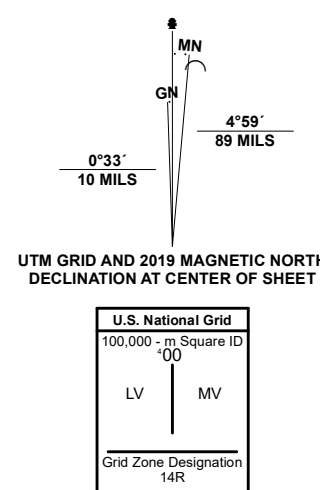 MN
GN
4°59´
89 MILS
0°33´
10 MILS
UTM GRID AND 2019 MAGNETIC NORTH
DECLINATION AT CENTER OF SHEET
U.S. National Grid
100,000 - m Square ID
⁴00
LV MV
Grid Zone Designation
14R